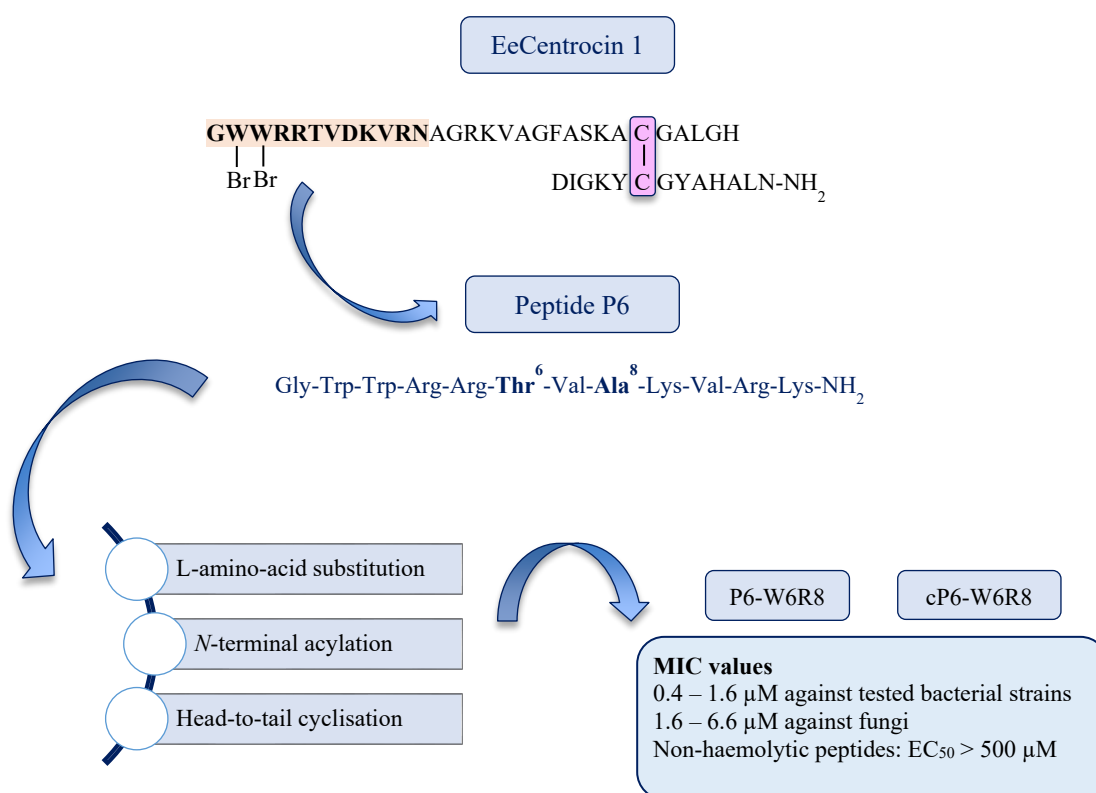 EeCentrocin 1
GWWRRTVDKVRNAGRKVAGFASKACGALGH
Br Br
DIGKYCGYAHALN-NH₂
Peptide P6
Gly-Trp-Trp-Arg-Arg-Thr⁶-Val-Ala⁸-Lys-Val-Arg-Lys-NH₂
L-amino-acid substitution
N-terminal acylation
Head-to-tail cyclisation
P6-W6R8
cP6-W6R8
MIC values
0.4 – 1.6 µM against tested bacterial strains
1.6 – 6.6 µM against fungi
Non-haemolytic peptides: EC₅₀ > 500 µM